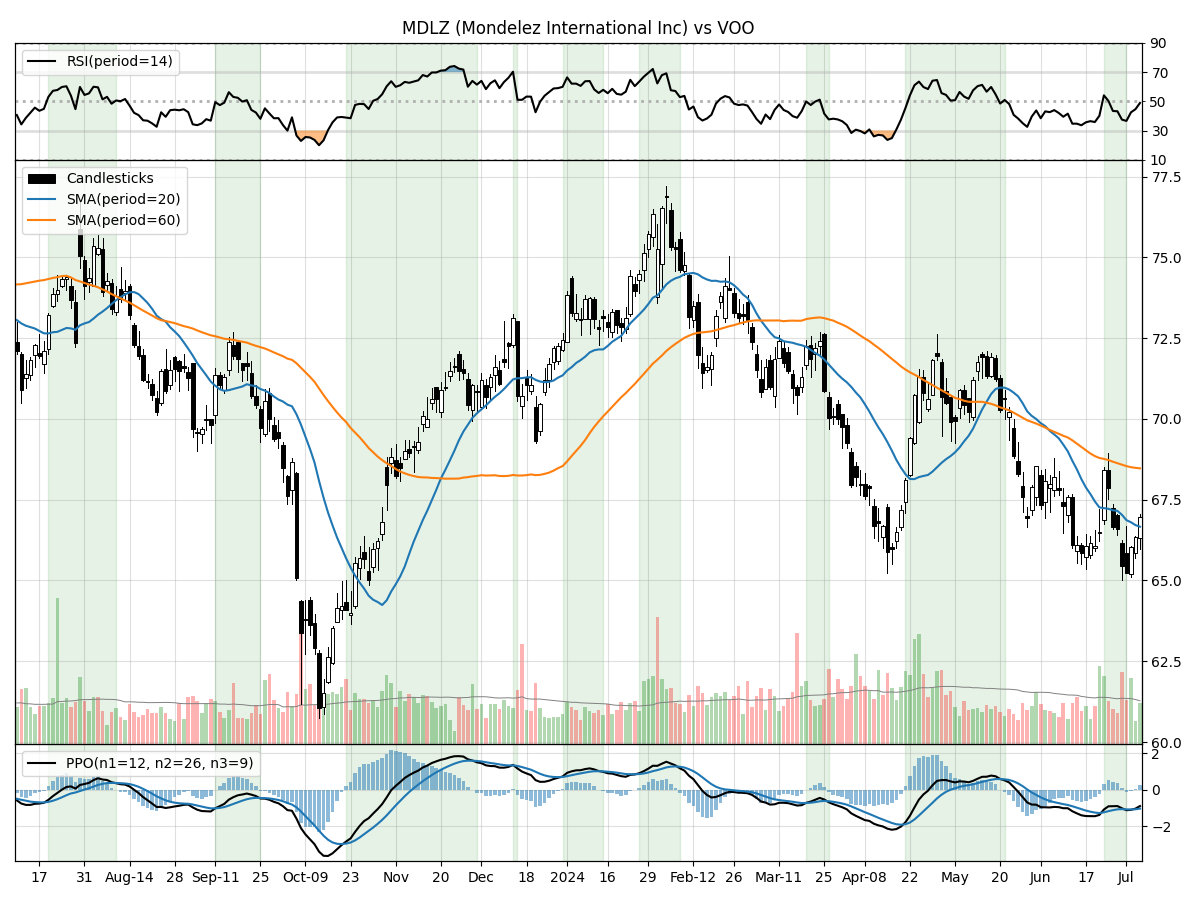 MDLZ (Mondelez International Inc) vs VOO
RSI(period=14)
90
70
50
30
10
Candlesticks
SMA(period=20)
SMA(period=60)
77.5
75.0
72.5
70.0
67.5
65.0
62.5
60.0
PPO(n1=12, n2=26, n3=9)
2
0
−2
17 31 Aug-14 28 Sep-11 25 Oct-09 23 Nov 20 Dec 18 2024 16 29 Feb-12 26 Mar-11 25 Apr-08 22 May 20 Jun 17 Jul